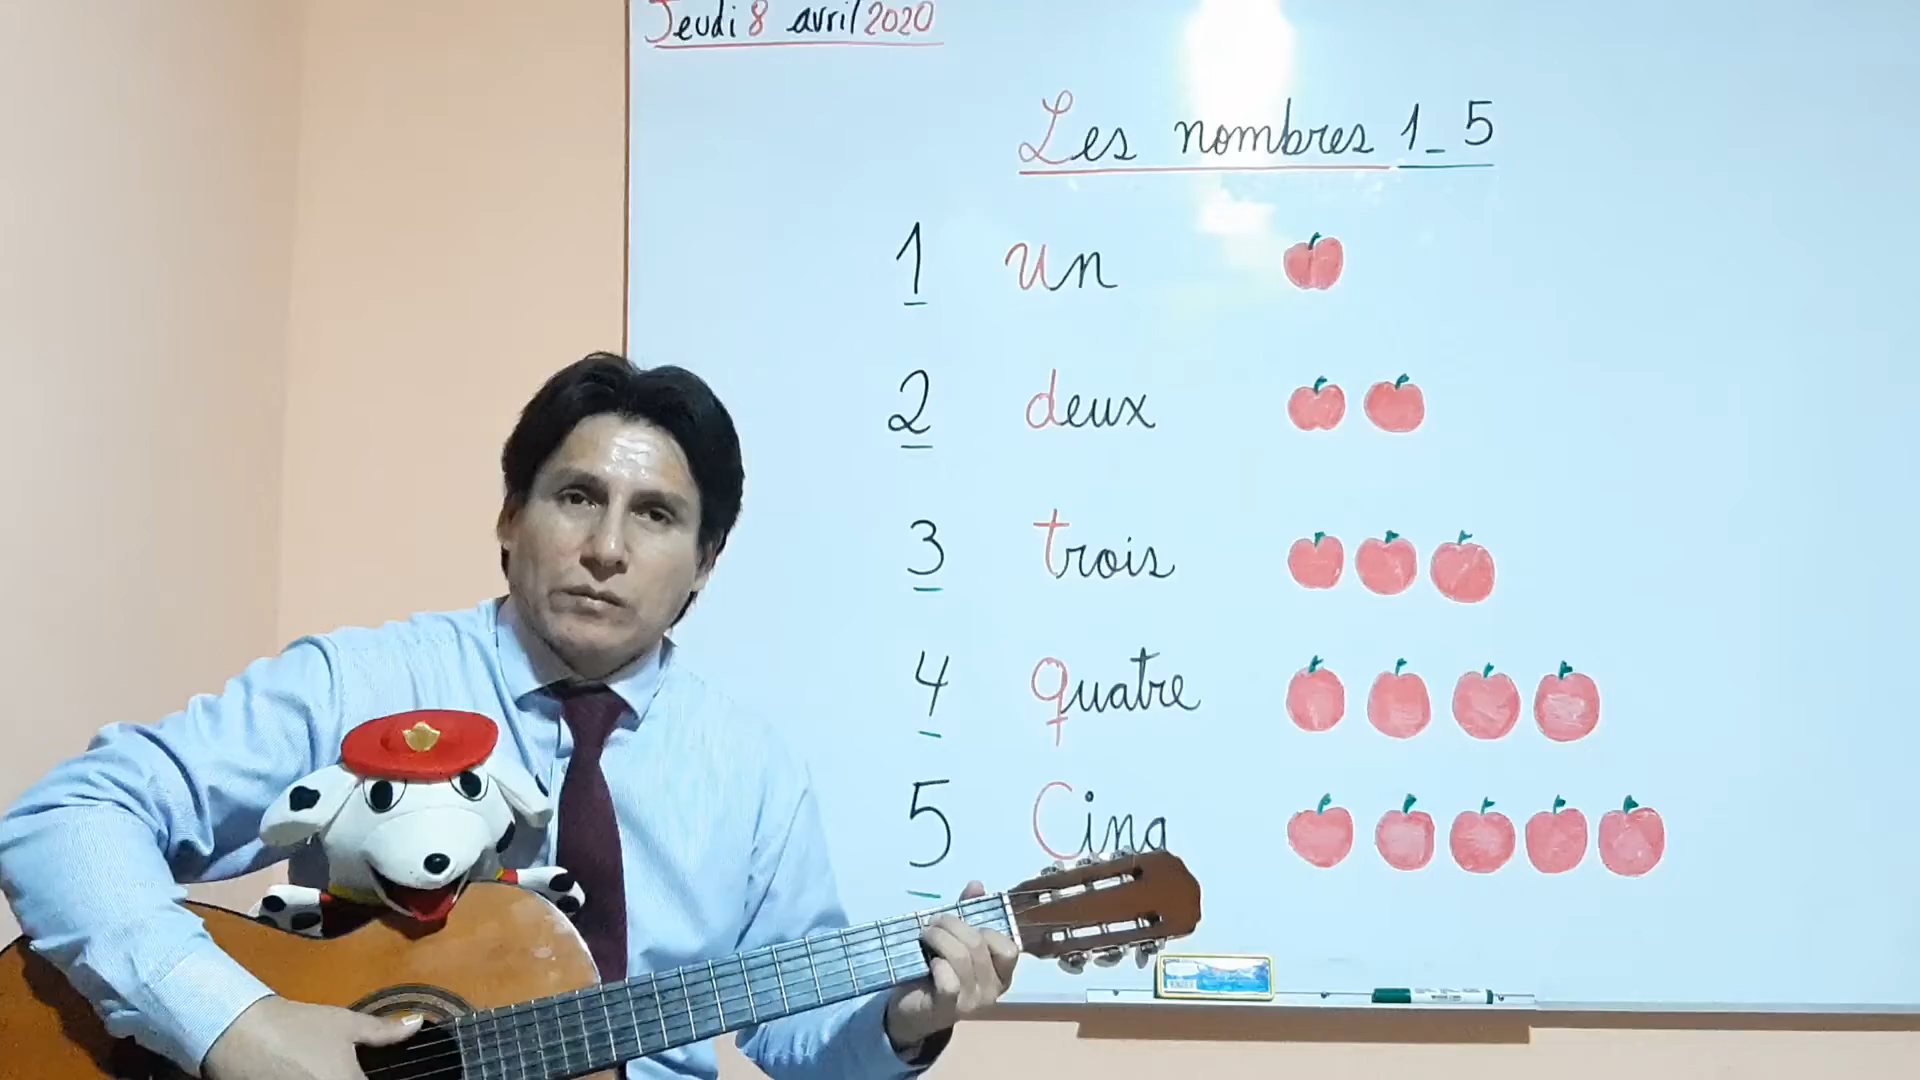 Jeudi 8 avril 2020
Les nombres 1_5
1 un
2 deux
3 trois
4 quatre
5 Cinq